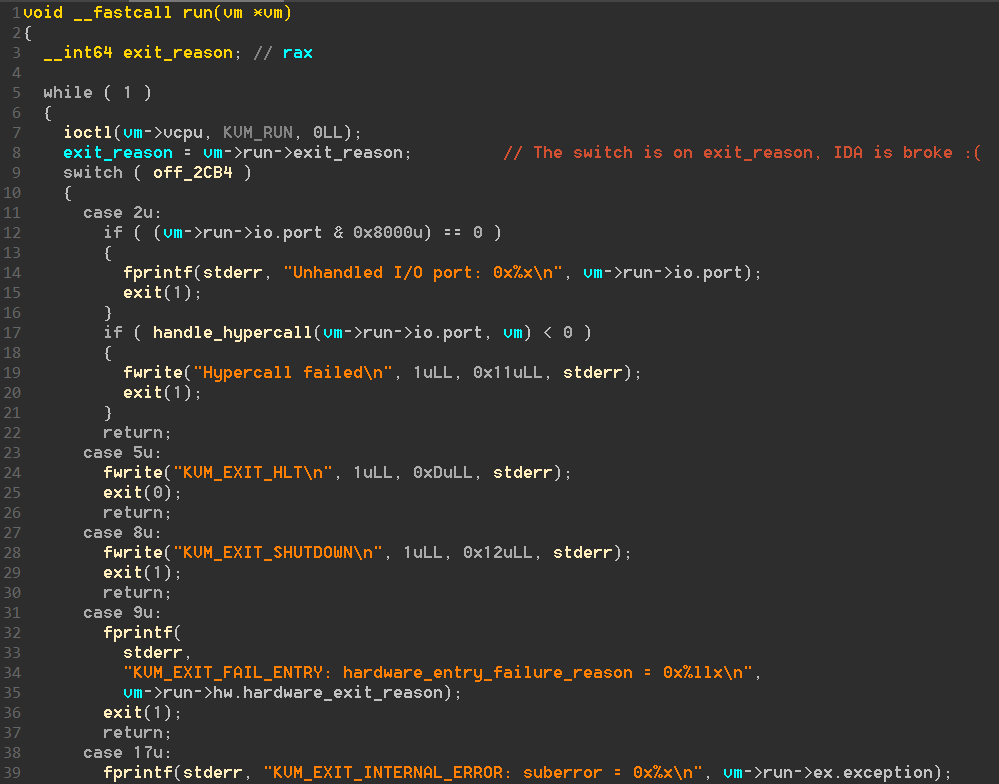 1 void __fastcall run(vm *vm)
2 {
3 __int64 exit_reason; // rax
4
5 while ( 1 )
6 {
7 ioctl(vm->vcpu, KVM_RUN, 0LL);
8 exit_reason = vm->run->exit_reason; // The switch is on exit_reason, IDA is broke :(
9 switch ( off_2CB4 )
10 {
11 case 2u:
12 if ( (vm->run->io.port & 0x8000u) == 0 )
13 {
14 fprintf(stderr, "Unhandled I/O port: 0x%x\n", vm->run->io.port);
15 exit(1);
16 }
17 if ( handle_hypercall(vm->run->io.port, vm) < 0 )
18 {
19 fwrite("Hypercall failed\n", 1uLL, 0x11uLL, stderr);
20 exit(1);
21 }
22 return;
23 case 5u:
24 fwrite("KVM_EXIT_HLT\n", 1uLL, 0xDuLL, stderr);
25 exit(0);
26 return;
27 case 8u:
28 fwrite("KVM_EXIT_SHUTDOWN\n", 1uLL, 0x12uLL, stderr);
29 exit(1);
30 return;
31 case 9u:
32 fprintf(
33 stderr,
34 "KVM_EXIT_FAIL_ENTRY: hardware_entry_failure_reason = 0x%llx\n",
35 vm->run->hw.hardware_exit_reason);
36 exit(1);
37 return;
38 case 17u:
39 fprintf(stderr, "KVM_EXIT_INTERNAL_ERROR: suberror = 0x%x\n", vm->run->ex.exception);